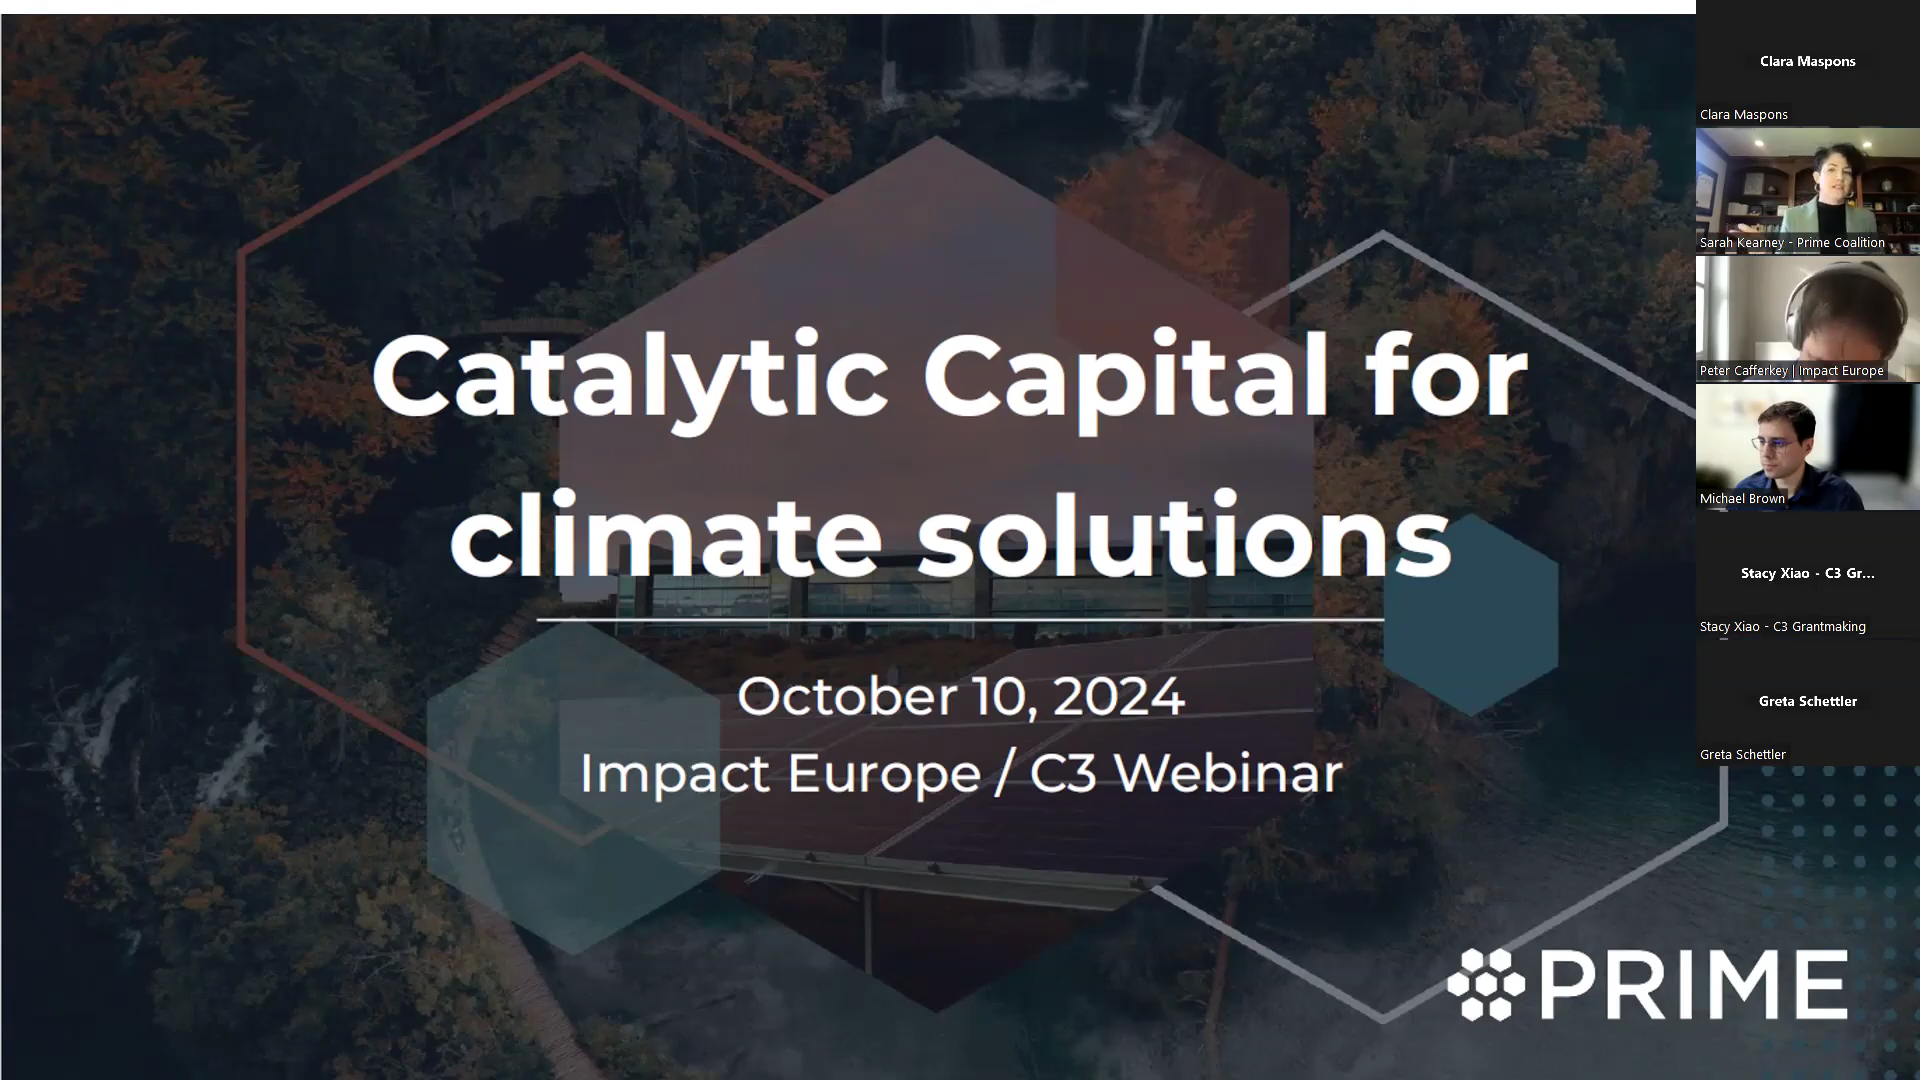 Catalytic Capital for
climate solutions
October 10, 2024
Impact Europe / C3 Webinar
PRIME
Clara Maspons
Clara Maspons
Sarah Kearney - Prime Coalition
Peter Cafferkey | Impact Europe
Michael Brown
Stacy Xiao - C3 Gr...
Stacy Xiao - C3 Grantmaking
Greta Schettler
Greta Schettler